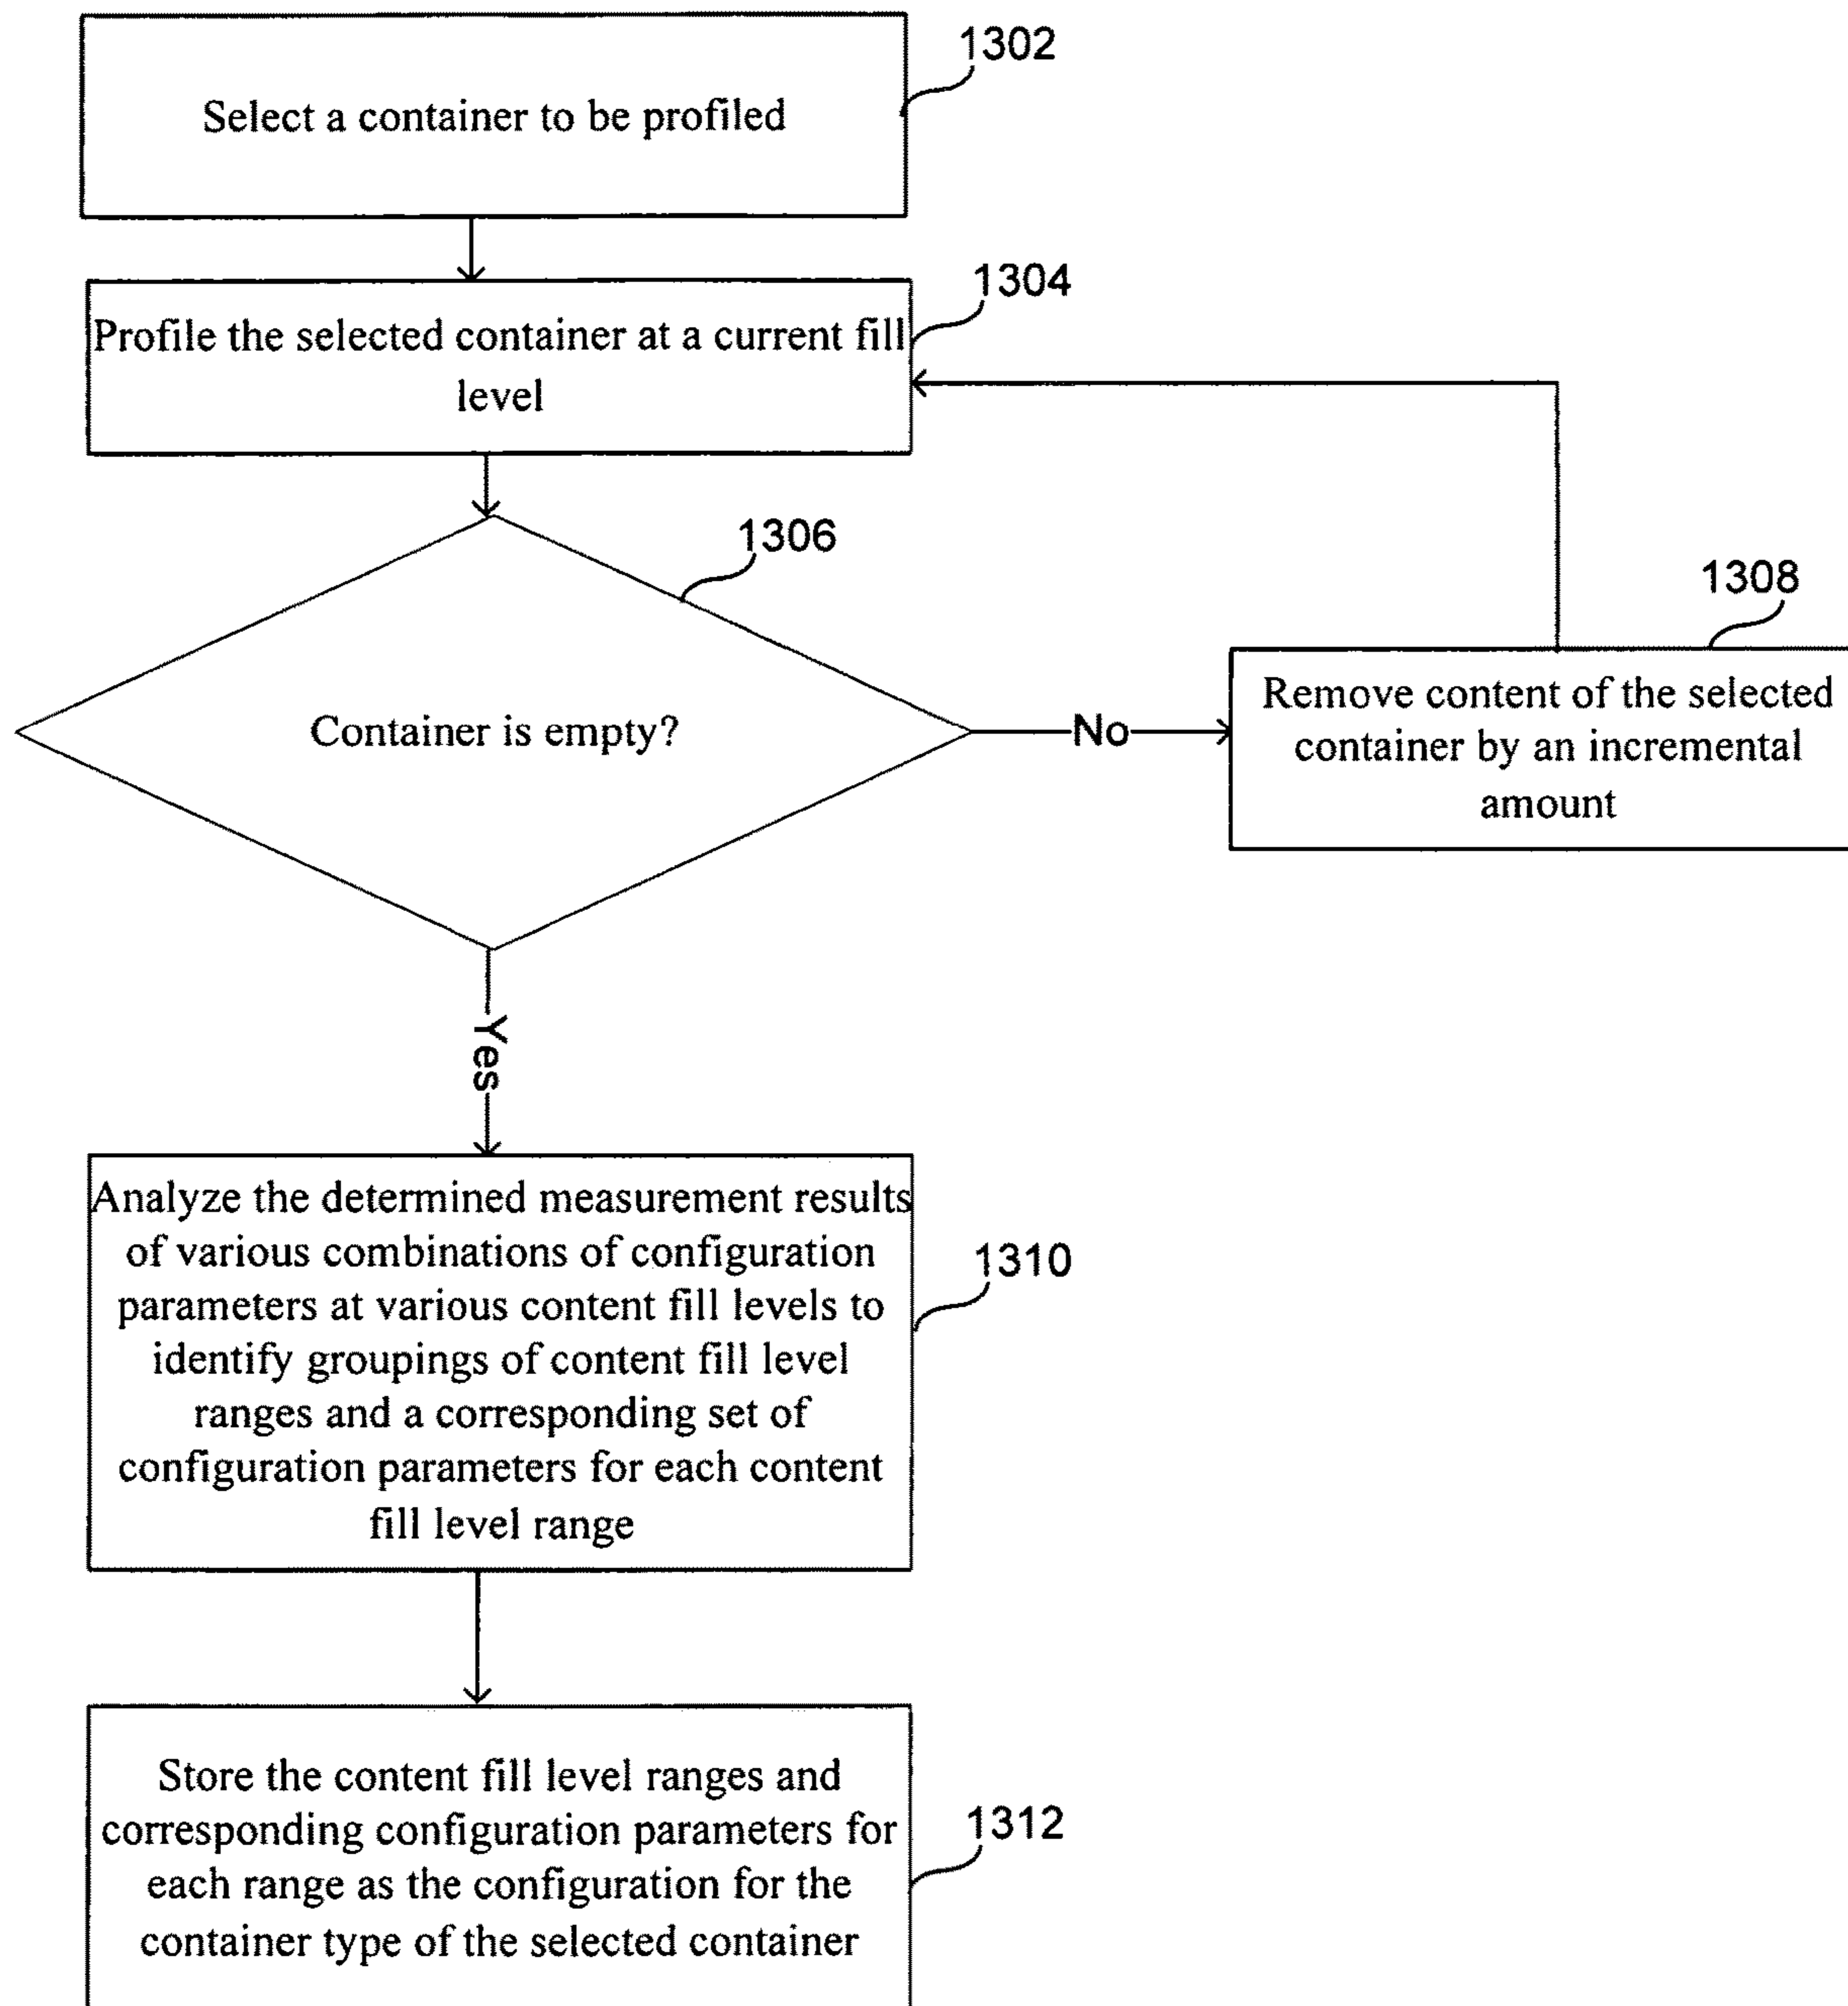 1302
Select a container to be profiled
1304
Profile the selected container at a current fill
level
1306
Container is empty?
No
1308
Remove content of the selected
container by an incremental
amount
Yes
1310
Analyze the determined measurement results
of various combinations of configuration
parameters at various content fill levels to
identify groupings of content fill level
ranges and a corresponding set of
configuration parameters for each content
fill level range
1312
Store the content fill level ranges and
corresponding configuration parameters for
each range as the configuration for the
container type of the selected container